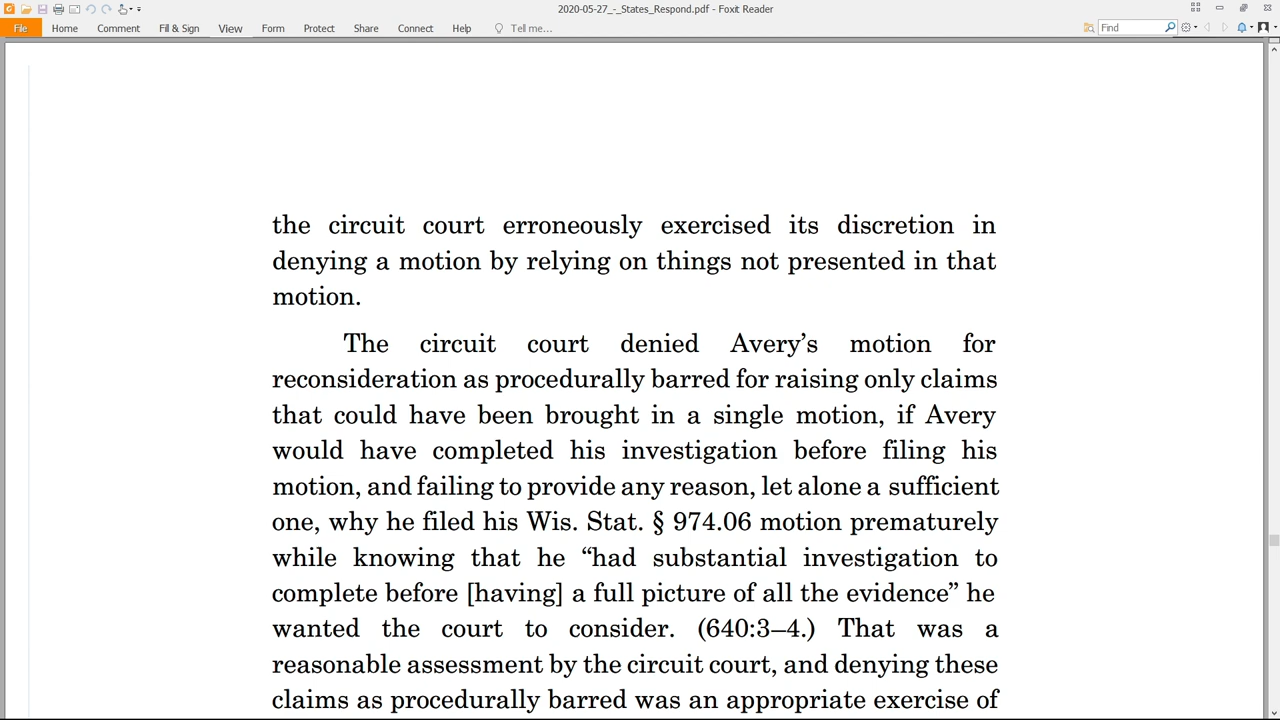 2020-05-27_-_States_Respond.pdf - Foxit Reader
File Home Comment Fill & Sign Protect View Form Protect Share Connect Help Tell me... Find
the circuit court erroneously exercised its discretion in
denying a motion by relying on things not presented in that
motion.
The circuit court denied Avery’s motion for
reconsideration as procedurally barred for raising only claims
that could have been brought in a single motion, if Avery
would have completed his investigation before filing his
motion, and failing to provide any reason, let alone a sufficient
one, why he filed his Wis. Stat. § 974.06 motion prematurely
while knowing that he “had substantial investigation to
complete before [having] a full picture of all the evidence” he
wanted the court to consider. (640:3–4.) That was a
reasonable assessment by the circuit court, and denying these
claims as procedurally barred was an appropriate exercise of